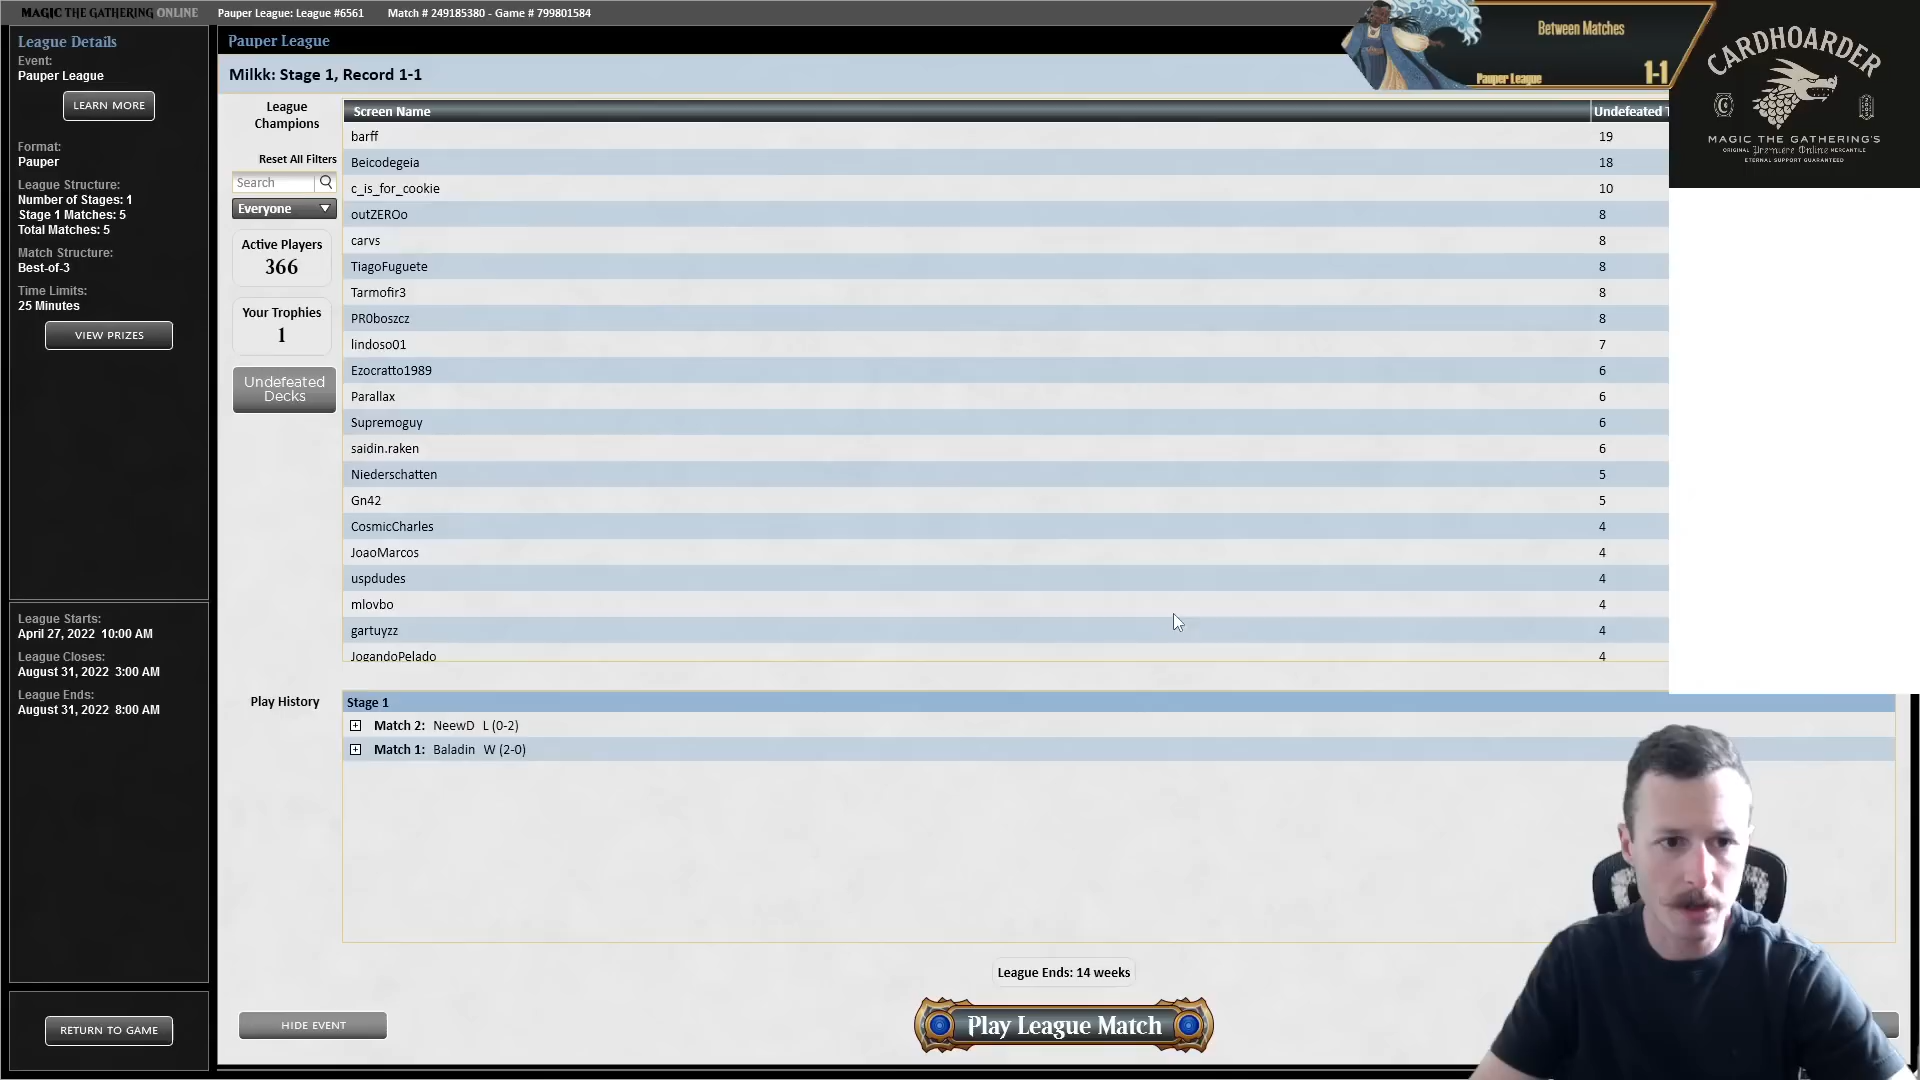 MAGIC THE GATHERING ONLINE
Pauper League: League #6561 Match # 249185380 - Game # 799801584
League Details
Event:
Pauper League
LEARN MORE
Format:
Pauper
League Structure:
Number of Stages: 1
Stage 1 Matches: 5
Total Matches: 5
Match Structure:
Best-of-3
Time Limits:
25 Minutes
VIEW PRIZES
League Starts:
April 27, 2022 10:00 AM
League Closes:
August 31, 2022 3:00 AM
League Ends:
August 31, 2022 8:00 AM
RETURN TO GAME
Pauper League
Milkk: Stage 1, Record 1-1
League
Champions
Reset All Filters
Search
Everyone
Active Players
366
Your Trophies
1
Undefeated
Decks
Screen Name Undefeated
barff 19
Beicodegeia 18
c_is_for_cookie 10
outZEROo 8
carvs 8
TiagoFuguete 8
Tarmofir3 8
PR0boszcz 8
lindoso01 7
Ezocratto1989 6
Parallax 6
Supremoguy 6
saidin.raken 6
Niederschatten 5
Gn42 5
CosmicCharles 4
JoaoMarcos 4
uspdudes 4
mlovbo 4
gartuyzz 4
JogandoPelado 4
Play History
Stage 1
Match 2: NeewD L (0-2)
Match 1: Baladin W (2-0)
League Ends: 14 weeks
HIDE EVENT
Play League Match
Between Matches
Pauper League 1-1
CARDHOARDER
MAGIC THE GATHERING'S
ORIGINAL Premiere Online MERCANTILE
ETERNAL SUPPORT GUARANTEED